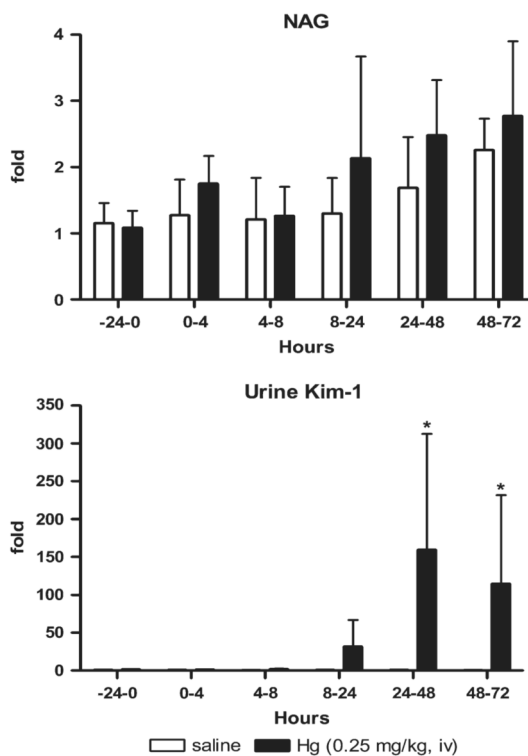 NAG
4
3
2
1
0
fold
-24-0 0-4 4-8 8-24 24-48 48-72
Hours
Urine Kim-1
350
300
250
200
150
100
50
0
fold
*
*
-24-0 0-4 4-8 8-24 24-48 48-72
Hours
saline Hg (0.25 mg/kg, iv)